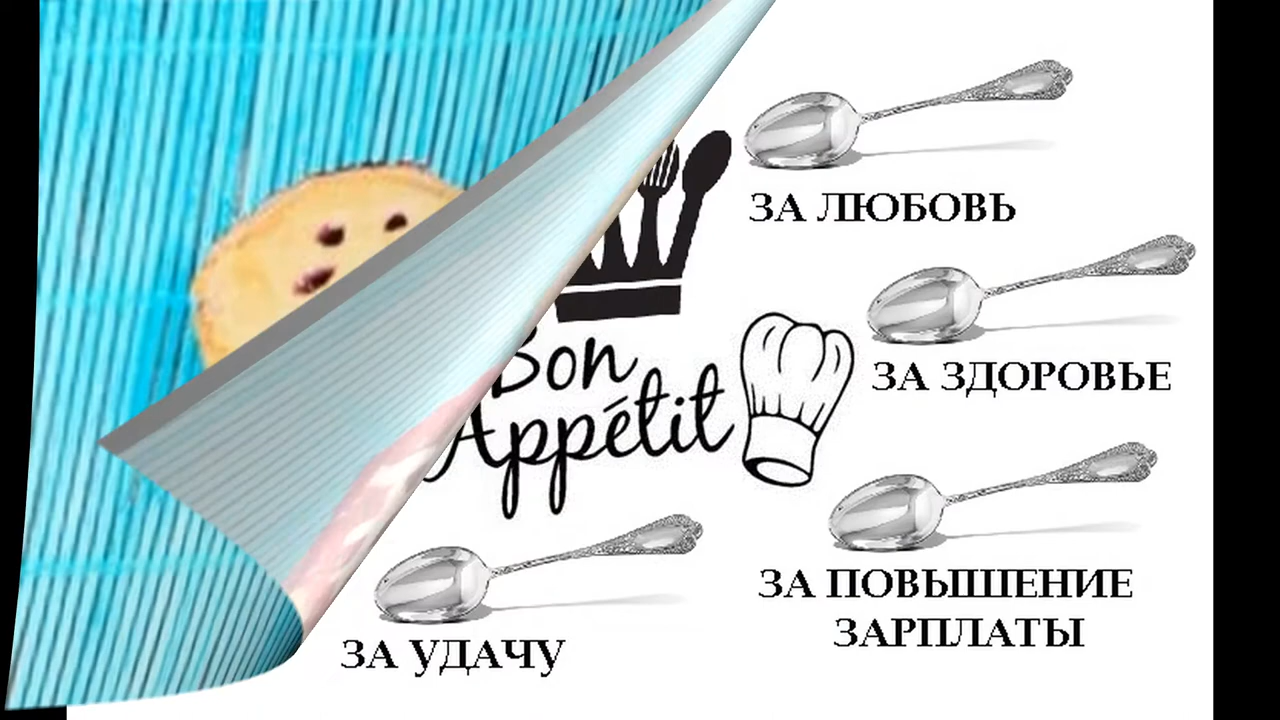 ЗА ЛЮБОВЬ
ЗА ЗДОРОВЬЕ
Bon
Appétit
ЗА ПОВЫШЕНИЕ
ЗАРПЛАТЫ
ЗА УДАЧУ